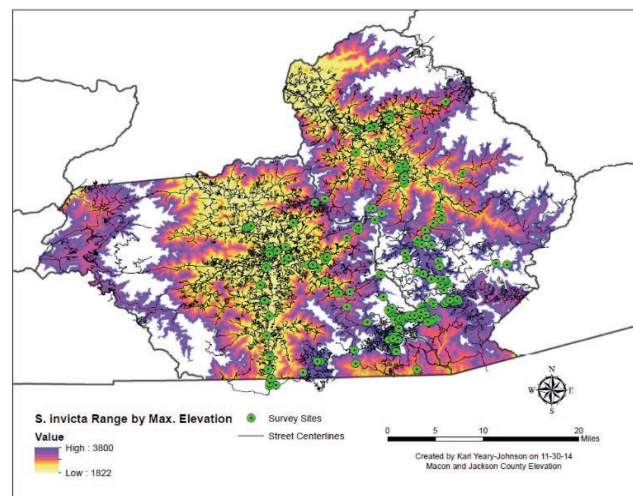 N
W E
S
S. invicta Range by Max. Elevation
Value
High : 3800
Low : 1822
Survey Sites
Street Centerlines
0 5 10 20
Miles
Created by Karl Yeary-Johnson on 11-30-14
Macon and Jackson County Elevation